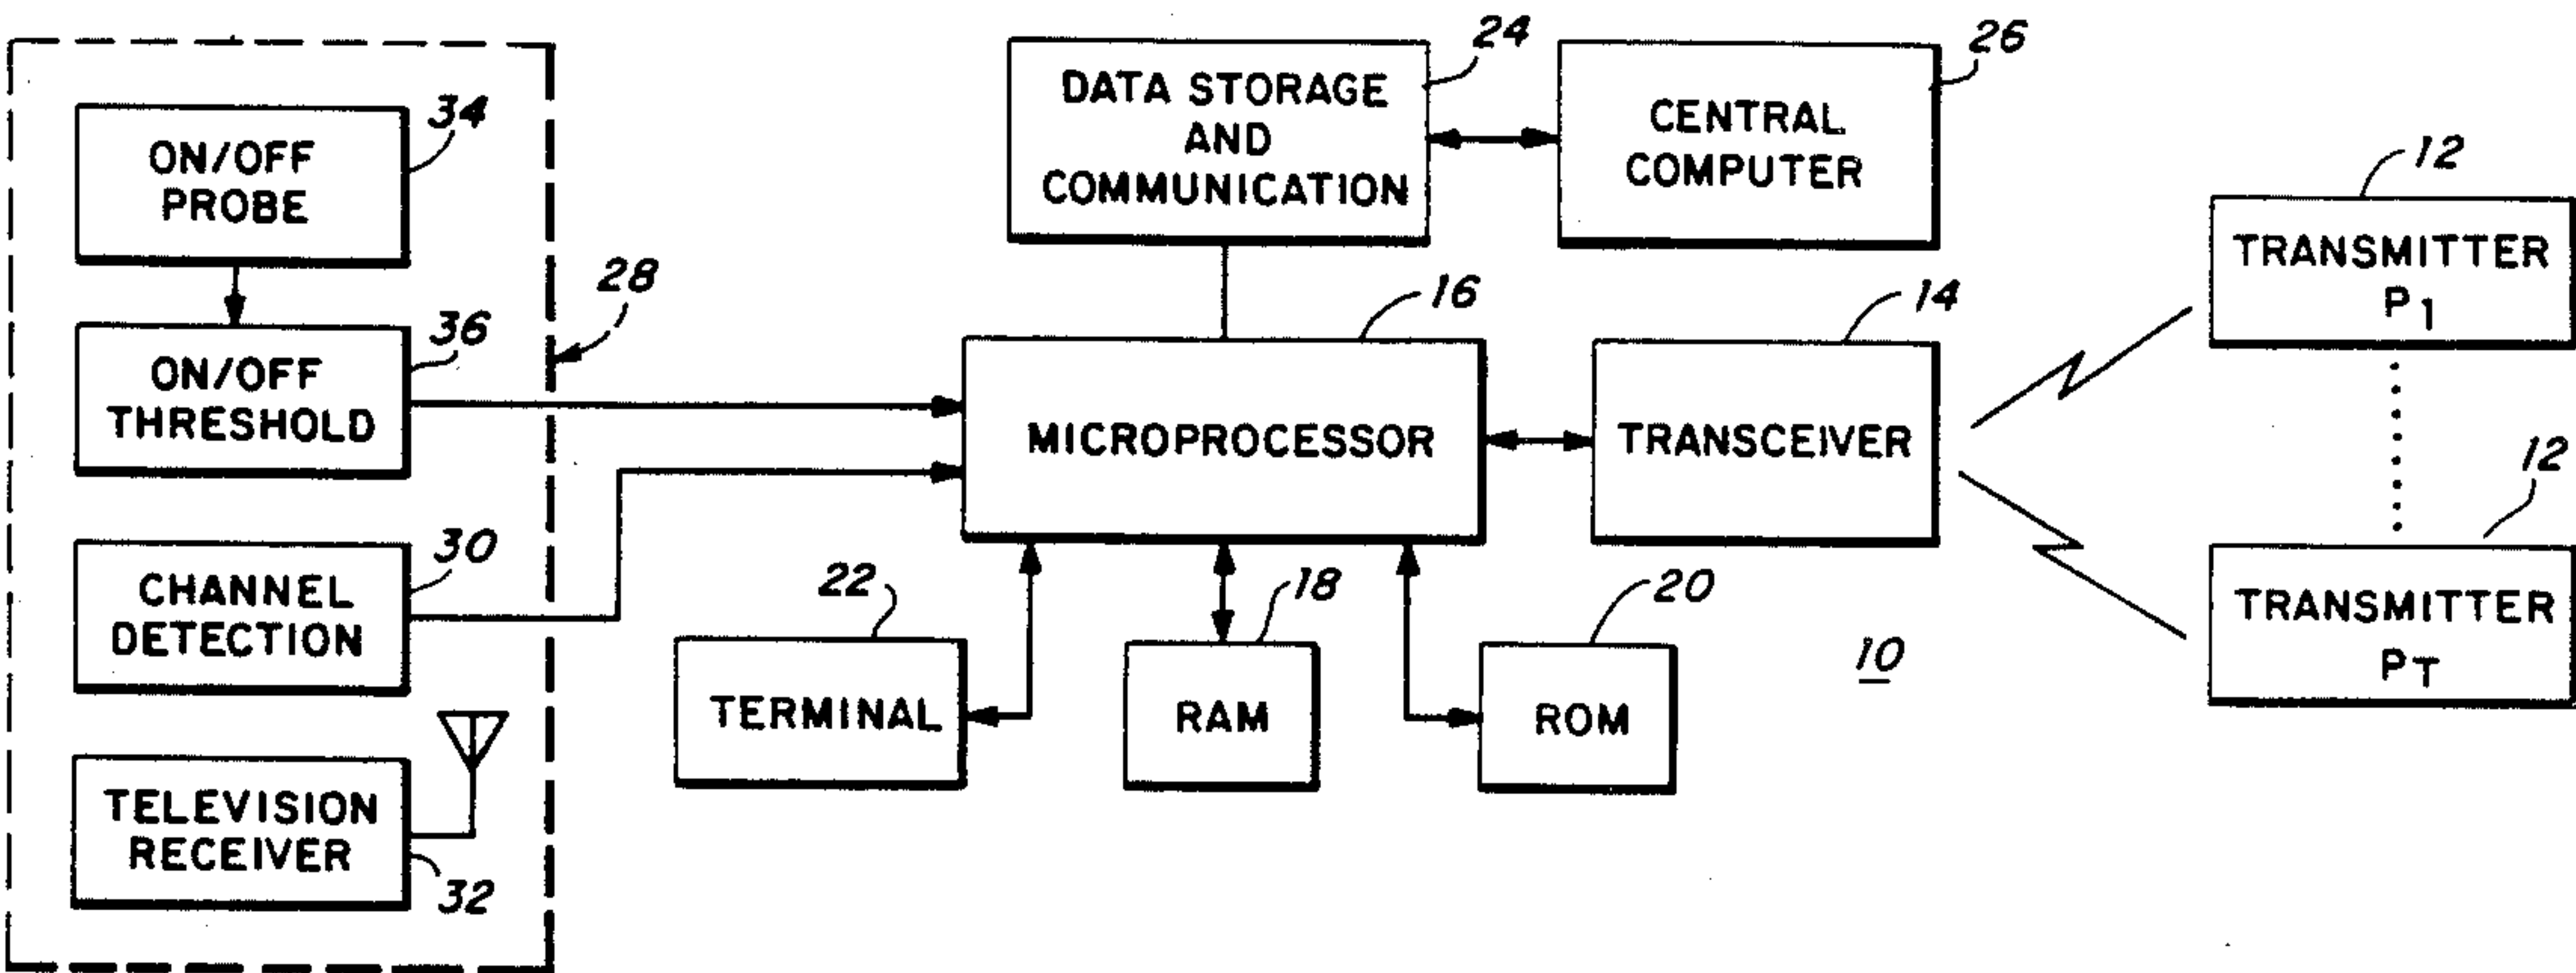 34
ON/OFF
PROBE
36
ON/OFF
THRESHOLD
28
30
CHANNEL
DETECTION
TELEVISION
RECEIVER
32
24
DATA STORAGE
AND
COMMUNICATION
26
CENTRAL
COMPUTER
16
MICROPROCESSOR
14
TRANSCEIVER
22
TERMINAL
18
RAM
20
ROM
10
12
TRANSMITTER
P1
12
TRANSMITTER
PT